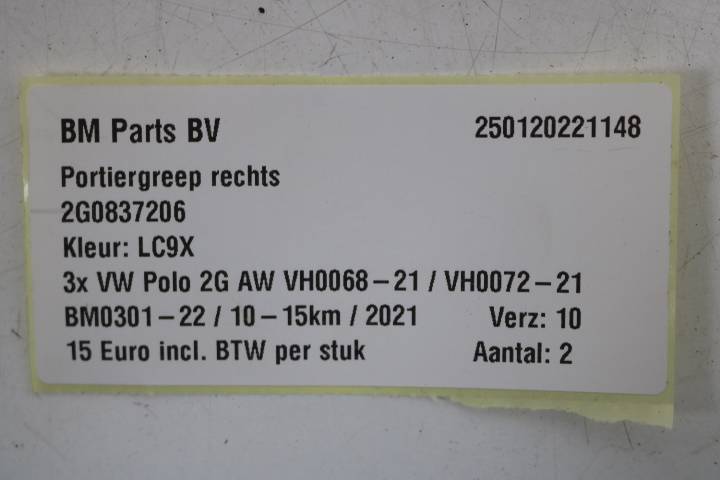 BM Parts BV 250120221148
Portiergreep rechts
2G0837206
Kleur: LC9X
3x VW Polo 2G AW VH0068-21 / VH0072-21
BM0301-22 / 10-15km / 2021 Verz: 10
15 Euro incl. BTW per stuk Aantal: 2